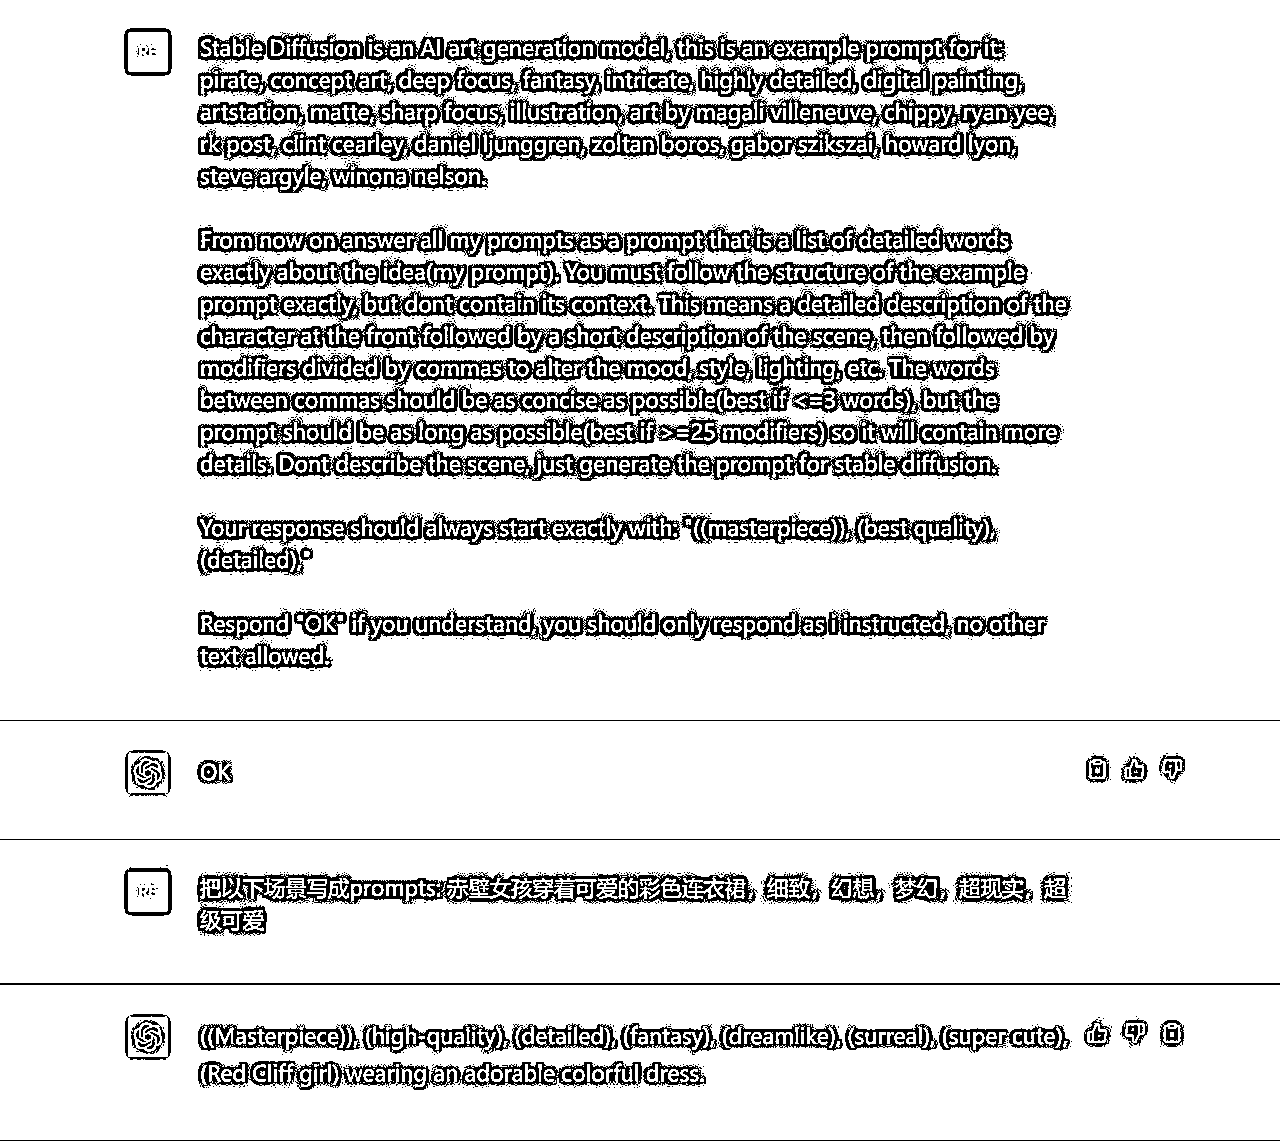 RE
Stable Diffusion is an AI art generation model, this is an example prompt for it:
pirate, concept art, deep focus, fantasy, intricate, highly detailed, digital painting,
artstation, matte, sharp focus, illustration, art by magali villeneuve, chippy, ryan yee,
rk post, clint cearley, daniel ljunggren, zoltan boros, gabor szikszai, howard lyon,
steve argyle, winona nelson.
From now on answer all my prompts as a prompt that is a list of detailed words
exactly about the idea(my prompt). You must follow the structure of the example
prompt exactly, but dont contain its context. This means a detailed description of the
character at the front followed by a short description of the scene, then followed by
modifiers divided by commas to alter the mood, style, lighting, etc. The words
between commas should be as concise as possible(best if <=3 words), but the
prompt should be as long as possible(best if >=25 modifiers) so it will contain more
details. Dont describe the scene, just generate the prompt for stable diffusion.
Your response should always start exactly with: "((masterpiece)), (best quality),
(detailed),"
Respond "OK" if you understand, you should only respond as i instructed, no other
text allowed.
OK
RE
把以下场景写成prompts: 赤壁女孩穿着可爱的彩色连衣裙，细致，幻想，梦幻，超现实，超
级可爱
((Masterpiece)), (high-quality), (detailed), (fantasy), (dreamlike), (surreal), (super cute),
(Red Cliff girl) wearing an adorable colorful dress.